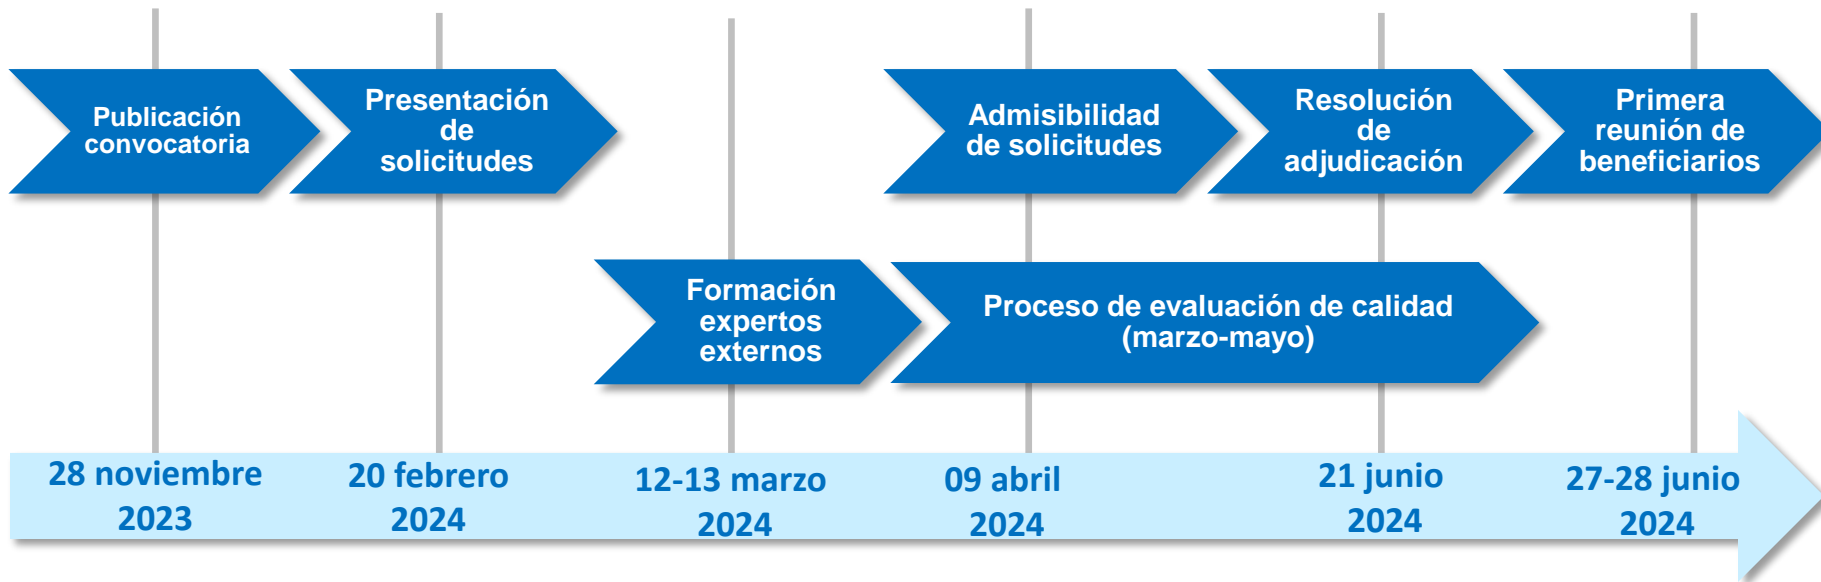 Publicación
convocatoria
Presentación
de
solicitudes
Admisibilidad
de solicitudes
Resolución
de
adjudicación
Primera
reunión de
beneficiarios
Formación
expertos
externos
Proceso de evaluación de calidad
(marzo-mayo)
28 noviembre
2023
20 febrero
2024
12-13 marzo
2024
09 abril
2024
21 junio
2024
27-28 junio
2024